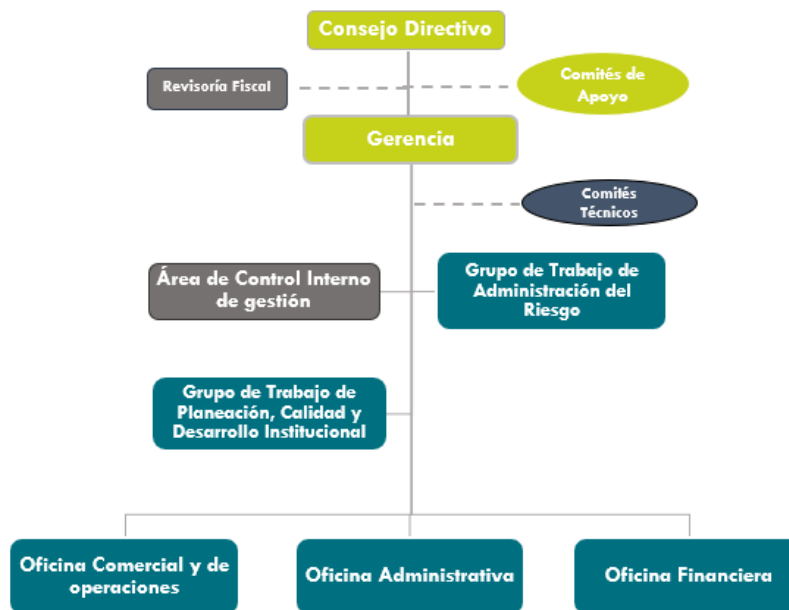 Consejo Directivo
Revisoría Fiscal
Comités de
Apoyo
Gerencia
Comités
Técnicos
Área de Control Interno
de gestión
Grupo de Trabajo de
Administración del
Riesgo
Grupo de Trabajo de
Planeación, Calidad y
Desarrollo Institucional
Oficina Comercial y de
operaciones
Oficina Administrativa
Oficina Financiera